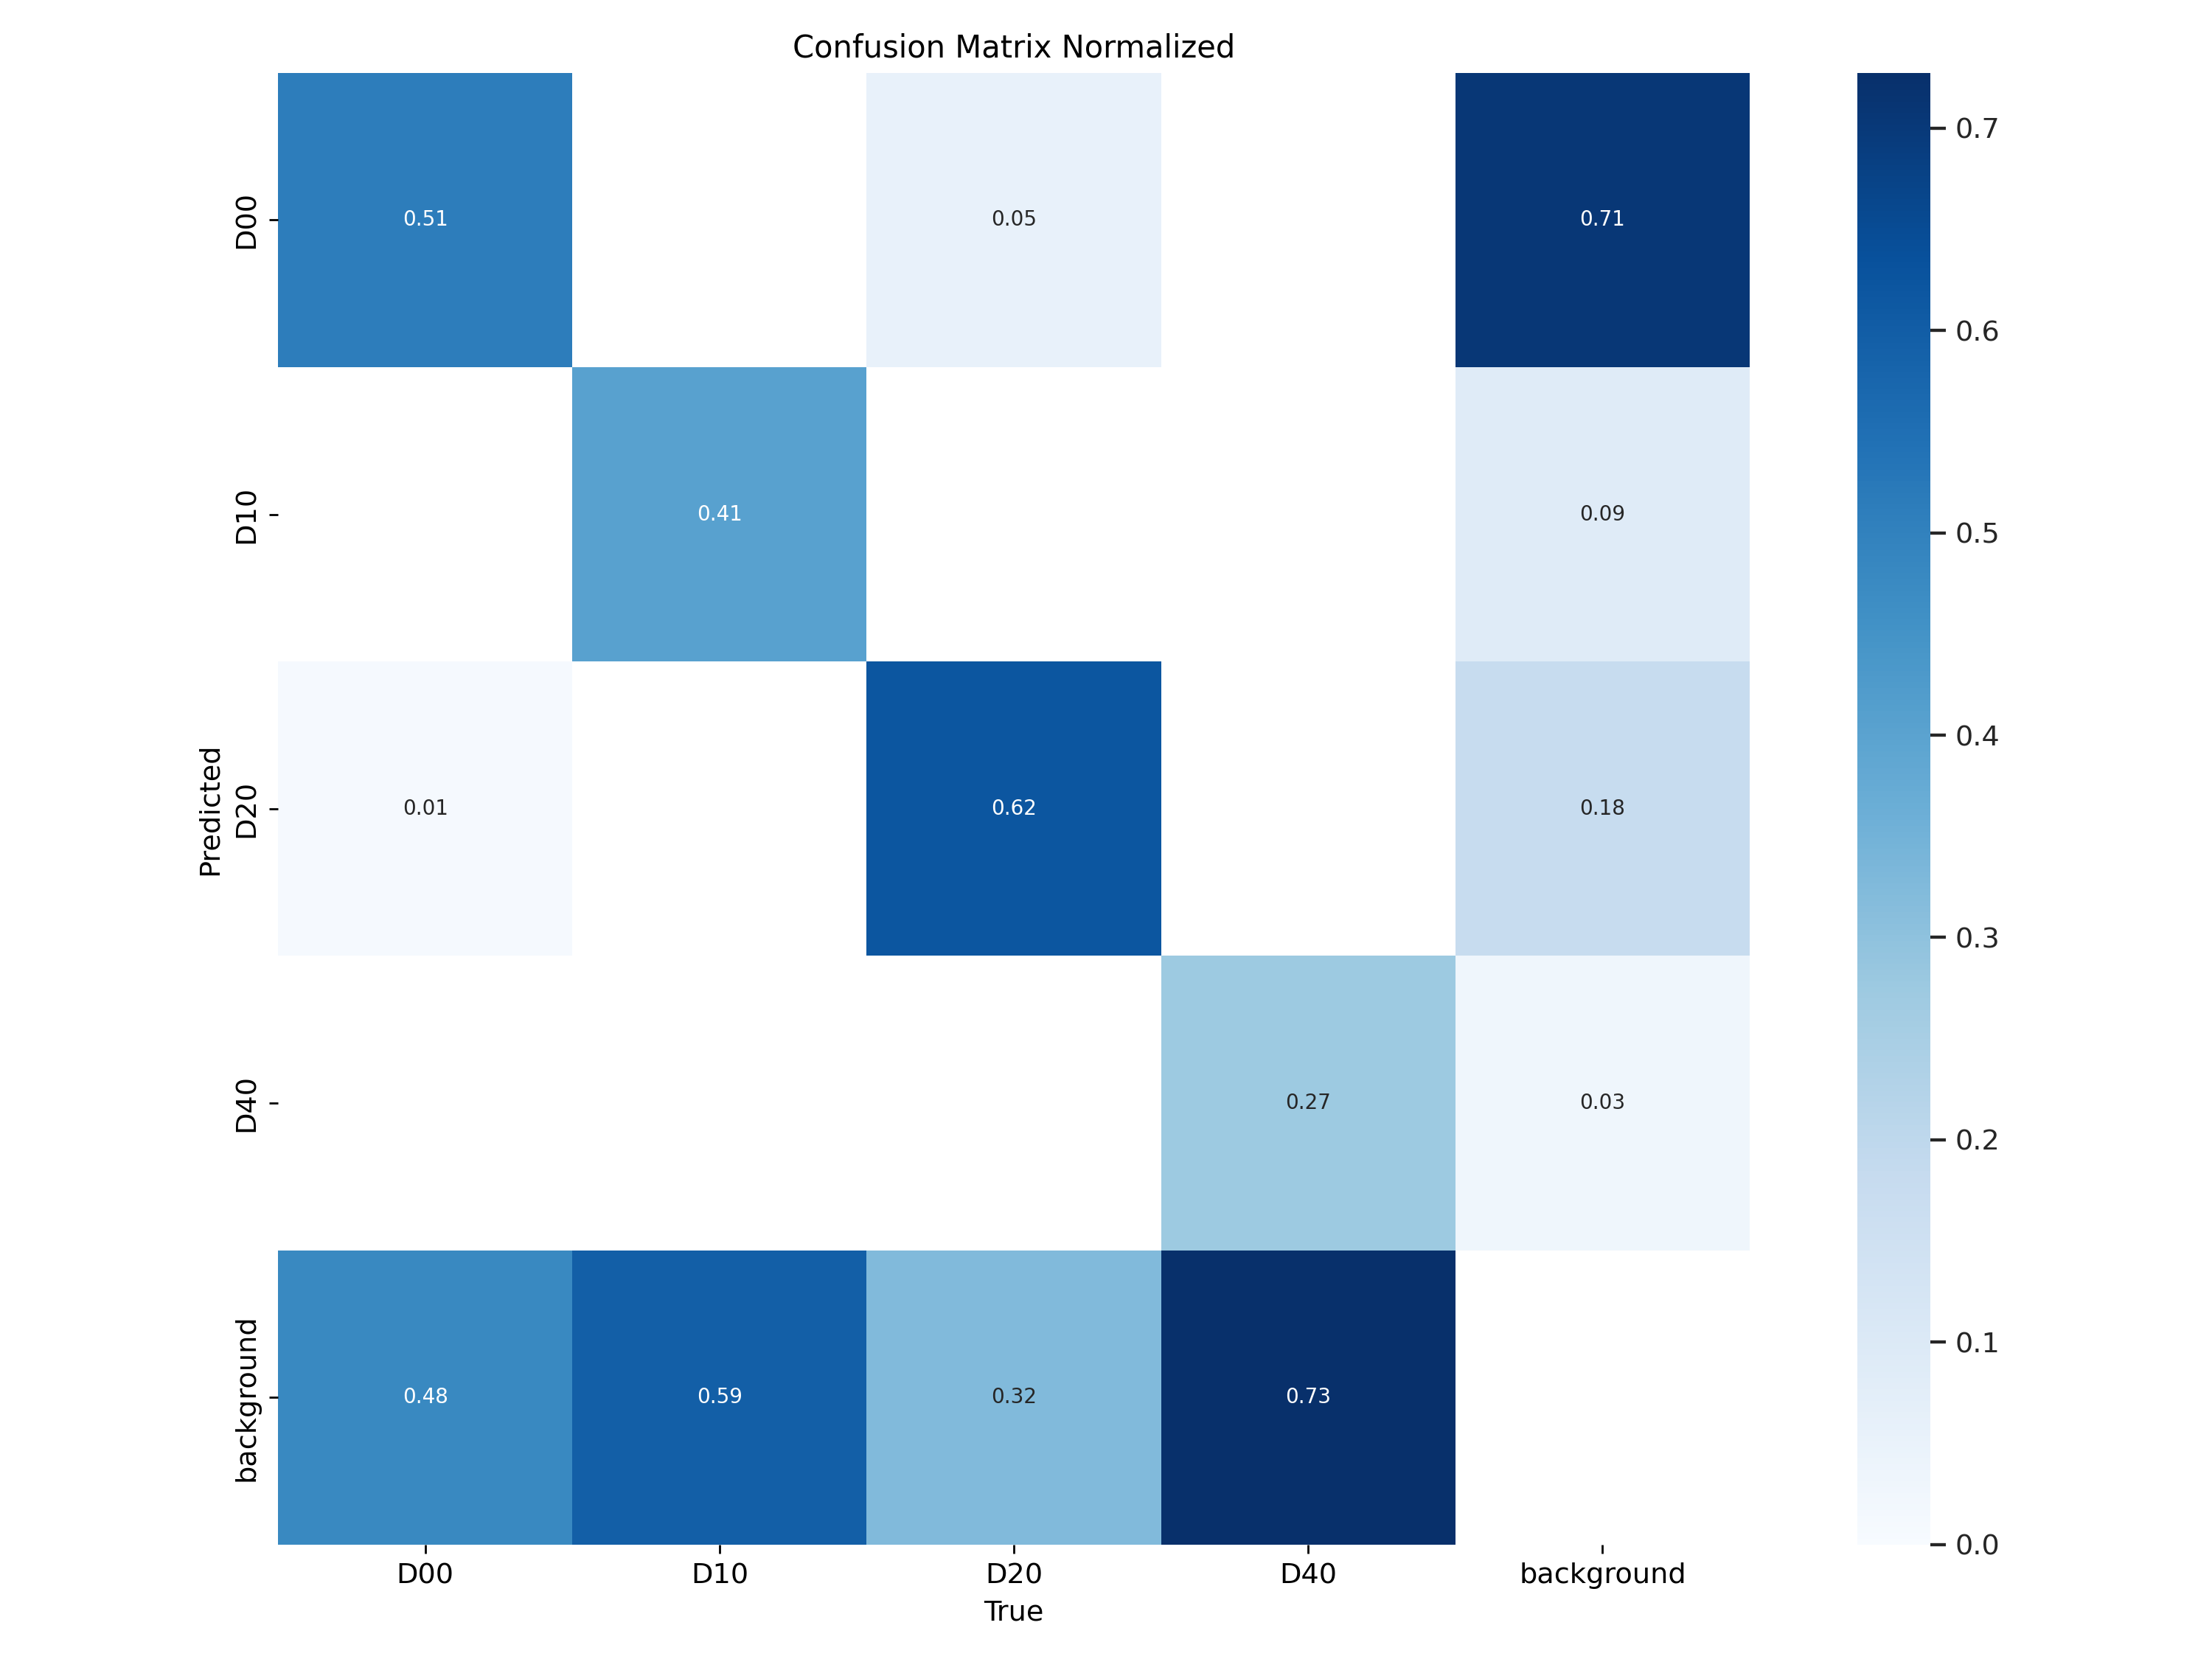 Confusion Matrix Normalized
D00
0.51
0.05
0.71
0.7
0.6
D10
0.41
0.09
0.5
0.4
Predicted
D20
0.01
0.62
0.18
0.3
D40
0.27
0.03
0.2
0.1
background
0.48
0.59
0.32
0.73
0.0
D00
D10
D20
D40
background
True